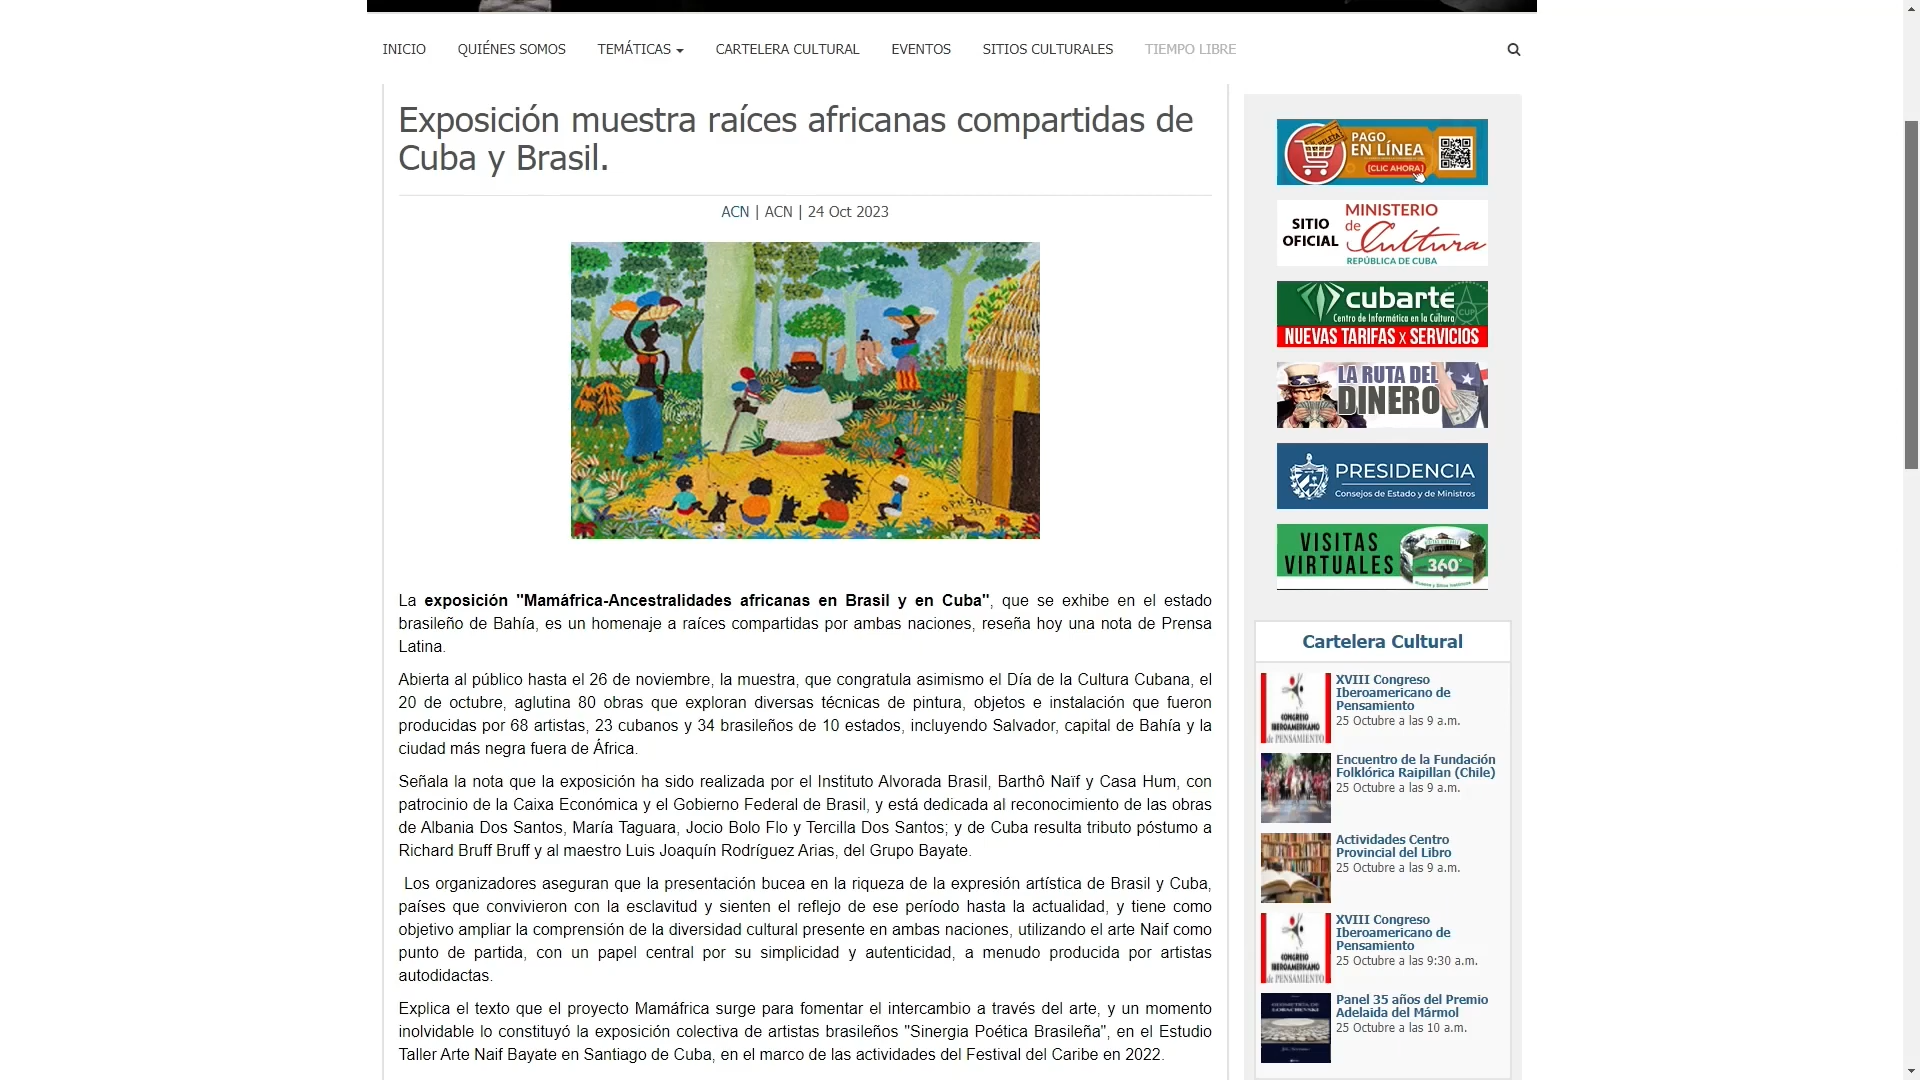 INICIO QUIÉNES SOMOS TEMÁTICAS CARTELERA CULTURAL EVENTOS SITIOS CULTURALES TIEMPO LIBRE
Exposición muestra raíces africanas compartidas de
Cuba y Brasil.
ACN | ACN | 24 Oct 2023
La exposición "Mamáfrica-Ancestralidades africanas en Brasil y en Cuba", que se exhibe en el estado
brasileño de Bahía, es un homenaje a raíces compartidas por ambas naciones, reseña hoy una nota de Prensa
Latina.
Abierta al público hasta el 26 de noviembre, la muestra, que congratula asimismo el Día de la Cultura Cubana, el
20 de octubre, aglutina 80 obras que exploran diversas técnicas de pintura, objetos e instalación que fueron
producidas por 68 artistas, 23 cubanos y 34 brasileños de 10 estados, incluyendo Salvador, capital de Bahía y la
ciudad más negra fuera de África.
Señala la nota que la exposición ha sido realizada por el Instituto Alvorada Brasil, Barthô Naïf y Casa Hum, con
patrocinio de la Caixa Económica y el Gobierno Federal de Brasil, y está dedicada al reconocimiento de las obras
de Albania Dos Santos, María Taguara, Jocio Bolo Flo y Tercilla Dos Santos; y de Cuba resulta tributo póstumo a
Richard Bruff Bruff y al maestro Luis Joaquín Rodríguez Arias, del Grupo Bayate.
Los organizadores aseguran que la presentación bucea en la riqueza de la expresión artística de Brasil y Cuba,
países que convivieron con la esclavitud y sienten el reflejo de ese período hasta la actualidad, y tiene como
objetivo ampliar la comprensión de la diversidad cultural presente en ambas naciones, utilizando el arte Naif como
punto de partida, con un papel central por su simplicidad y autenticidad, a menudo producida por artistas
autodidactas.
Explica el texto que el proyecto Mamáfrica surge para fomentar el intercambio a través del arte, y un momento
inolvidable lo constituyó la exposición colectiva de artistas brasileños "Sinergia Poética Brasileña", en el Estudio
Taller Arte Naif Bayate en Santiago de Cuba, en el marco de las actividades del Festival del Caribe en 2022.
PAGO
EN LÍNEA
[CLIC AHORA]
SITIO
OFICIAL
MINISTERIO
de
Cultura
REPÚBLICA DE CUBA
cubarte
CUP
Centro de Informática en la Cultura
NUEVAS TARIFAS X SERVICIOS
LA RUTA DEL
DINERO
PRESIDENCIA
Consejos de Estado y de Ministros
VISITAS
VIRTUALES
360°
Cartelera Cultural
CONGRESO
IBEROAMERICANO
de PENSAMIENTO
XVIII Congreso
Iberoamericano de
Pensamiento
25 Octubre a las 9 a.m.
Encuentro de la Fundación
Folklórica Raipillan (Chile)
25 Octubre a las 9 a.m.
Actividades Centro
Provincial del Libro
25 Octubre a las 9 a.m.
CONGRESO
IBEROAMERICANO
de PENSAMIENTO
XVIII Congreso
Iberoamericano de
Pensamiento
25 Octubre a las 9:30 a.m.
Panel 35 años del Premio
Adelaida del Mármol
25 Octubre a las 10 a.m.